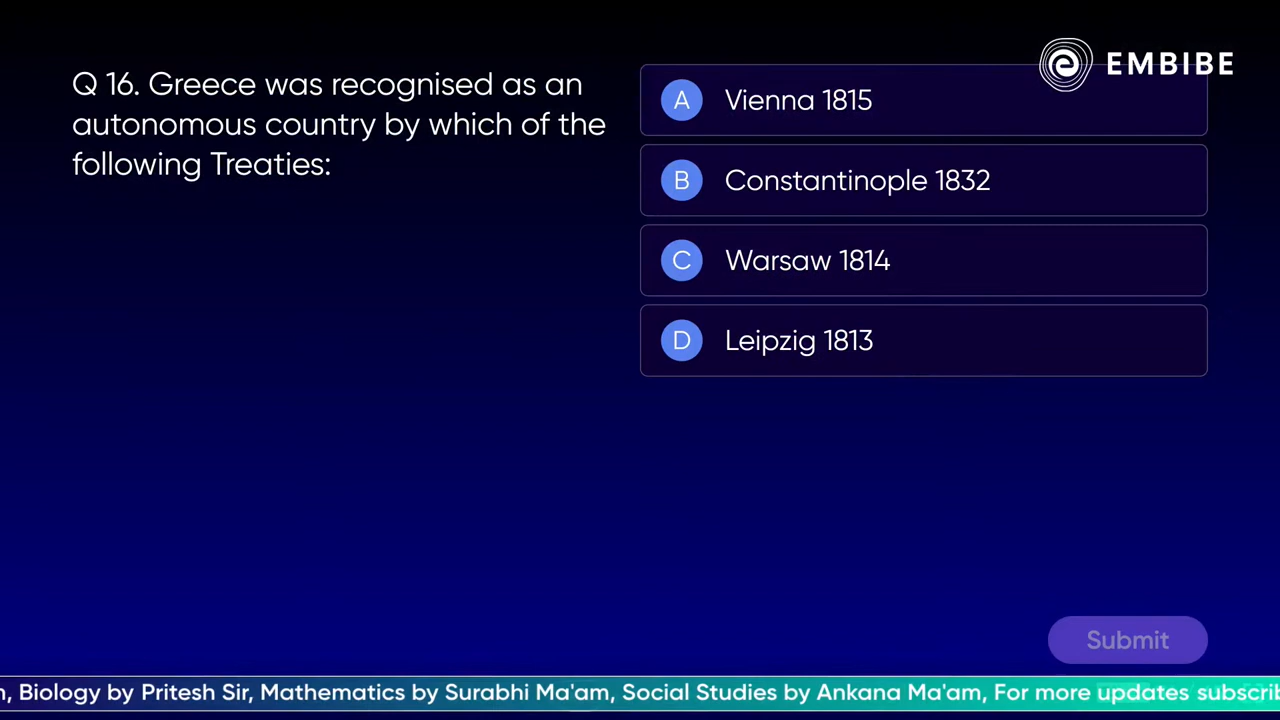 EMBIBE
Q 16. Greece was recognised as an
autonomous country by which of the
following Treaties:
A Vienna 1815
B Constantinople 1832
C Warsaw 1814
D Leipzig 1813
Submit
, Biology by Pritesh Sir, Mathematics by Surabhi Ma'am, Social Studies by Ankana Ma'am, For more updates subscrib